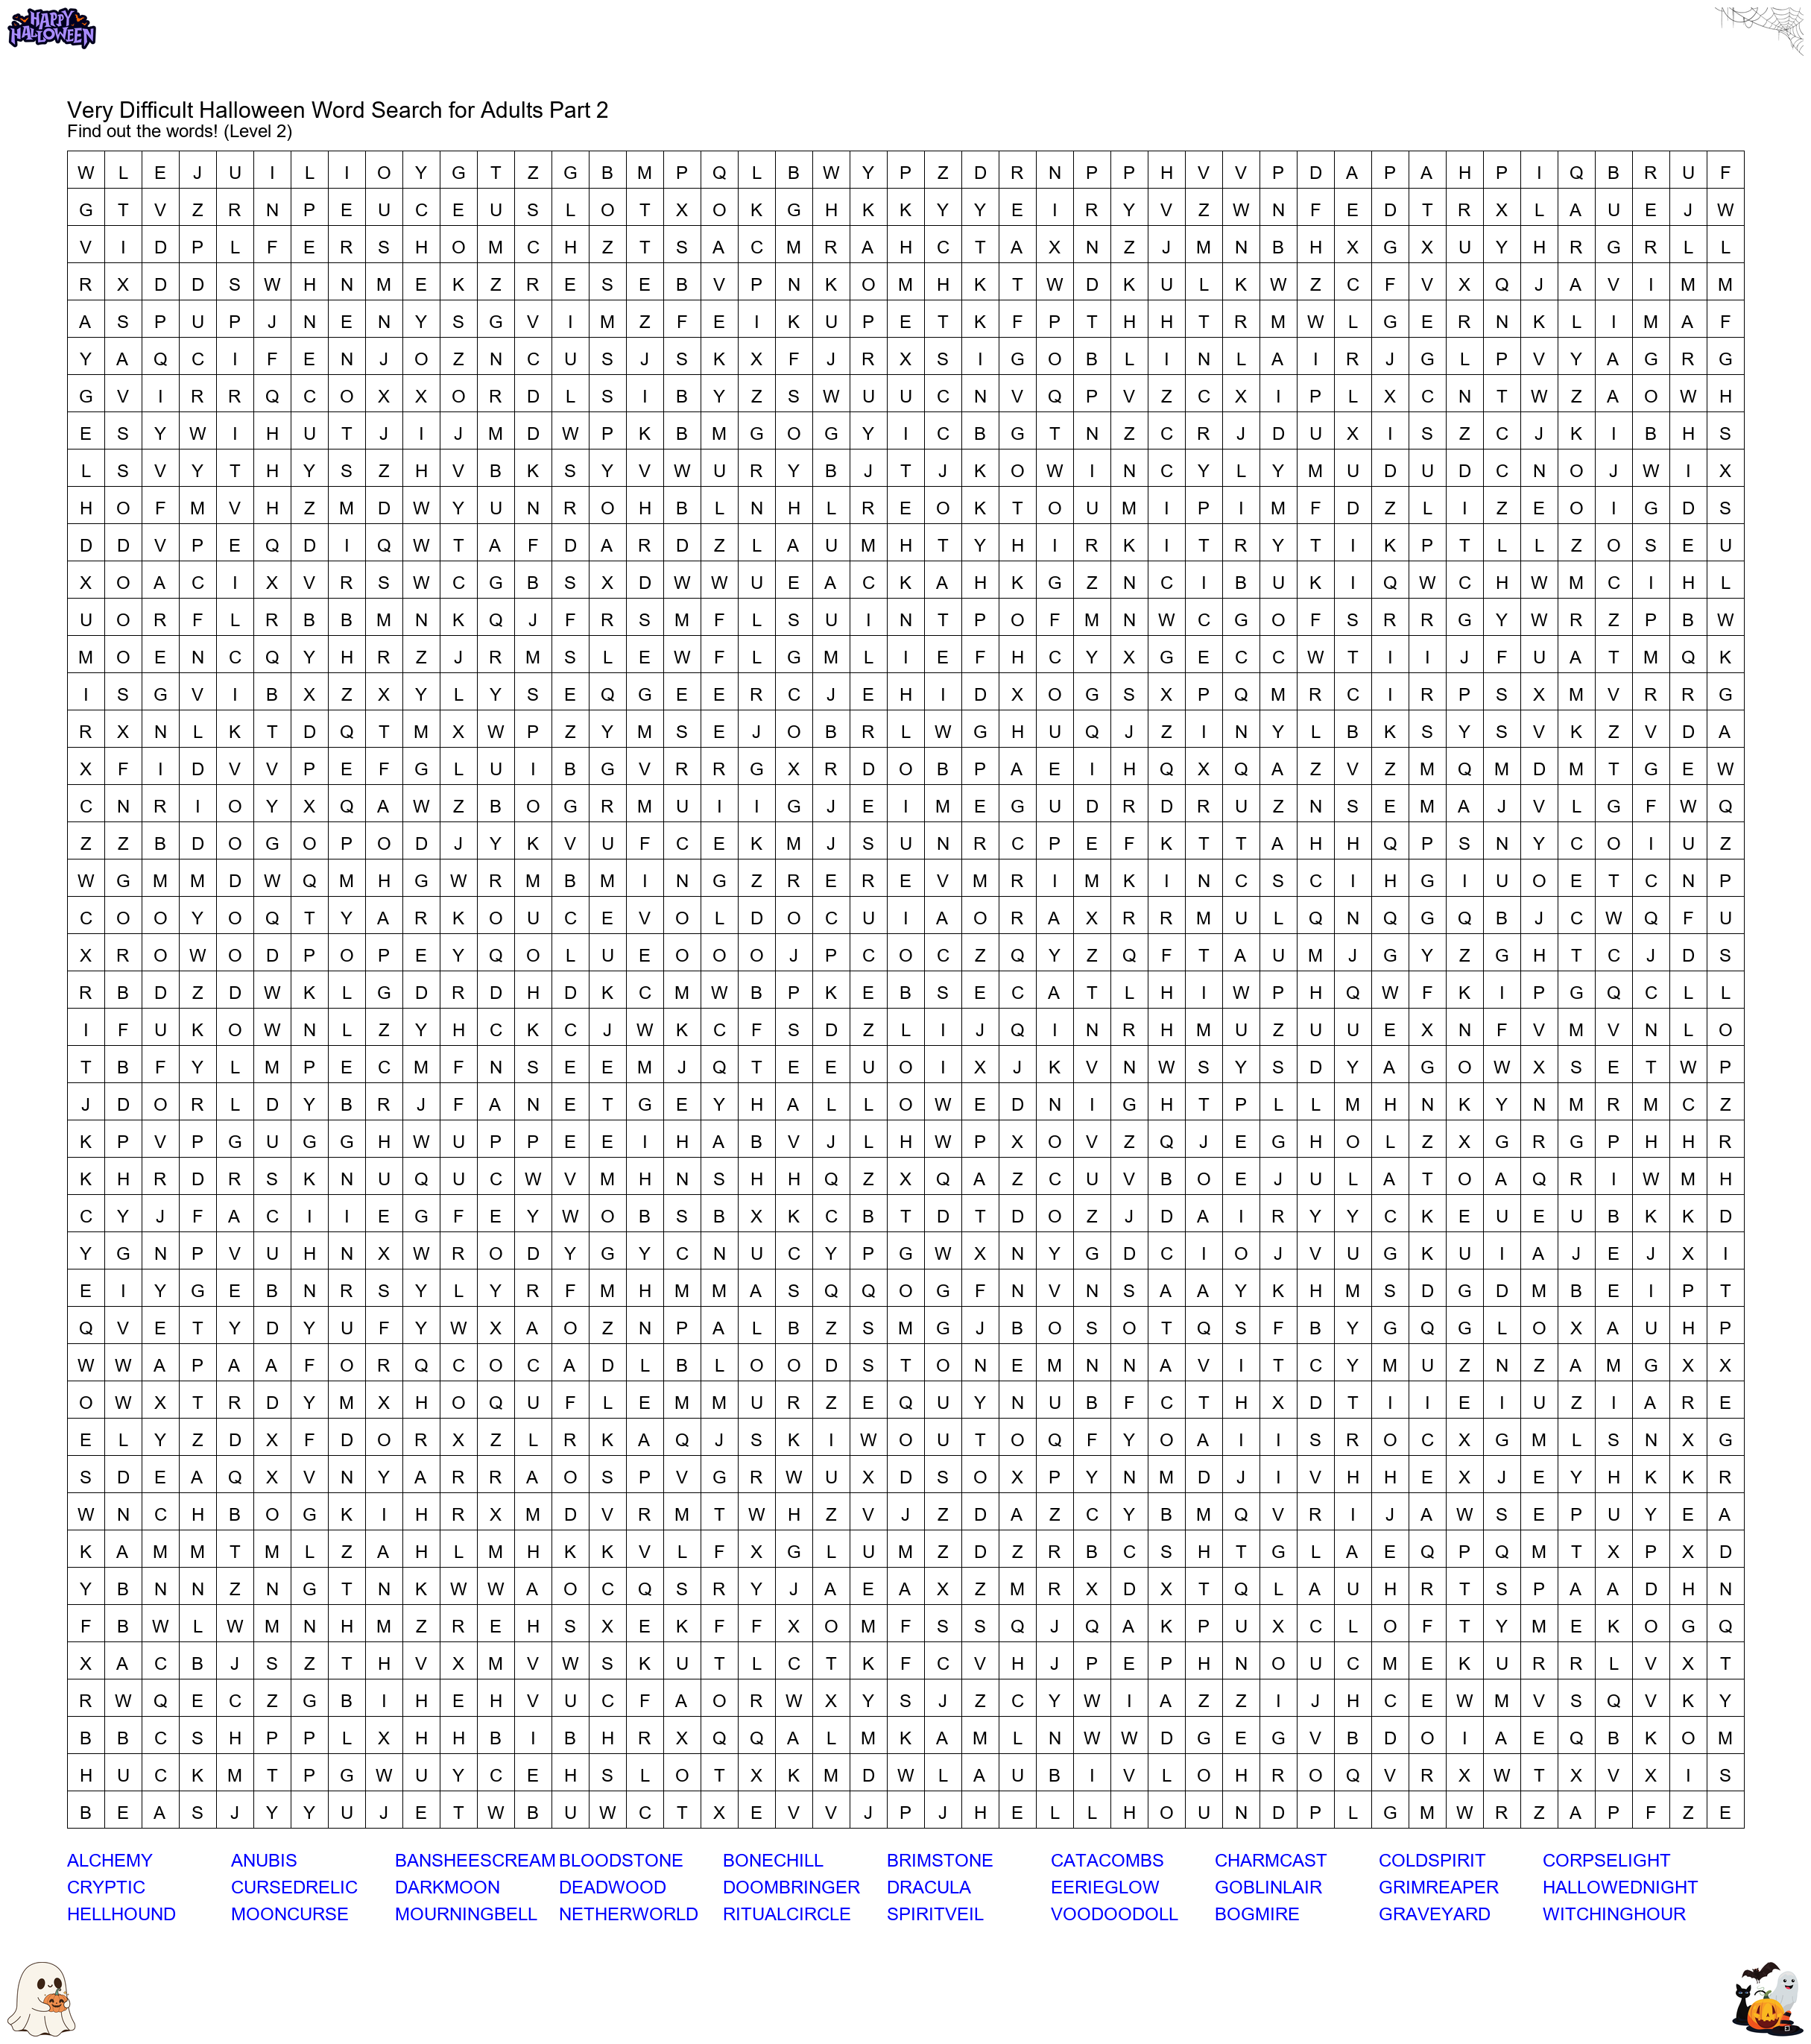 HAPPY
HALLOWEEN
Very Difficult Halloween Word Search for Adults Part 2
Find out the words! (Level 2)
W L E J U I L I O Y G T Z G B M P Q L B W Y P Z D R N P P H V V P D A P A H P I Q B R U F
G T V Z R N P E U C E U S L O T X O K G H K K Y Y E I R Y V Z W N F E D T R X L A U E J W
V I D P L F E R S H O M C H Z T S A C M R A H C T A X N Z J M N B H X G X U Y H R G R L L
R X D D S W H N M E K Z R E S E B V P N K O M H K T W D K U L K W Z C F V X Q J A V I M M
A S P U P J N E N Y S G V I M Z F E I K U P E T K F P T H H T R M W L G E R N K L I M A F
Y A Q C I F E N J O Z N C U S J S K X F J R X S I G O B L I N L A I R J G L P V Y A G R G
G V I R R Q C O X X O R D L S I B Y Z S W U U C N V Q P V Z C X I P L X C N T W Z A O W H
E S Y W I H U T J I J M D W P K B M G O G Y I C B G T N Z C R J D U X I S Z C J K I B H S
L S V Y T H Y S Z H V B K S Y V W U R Y B J T J K O W I N C Y L Y M U D U D C N O J W I X
H O F M V H Z M D W Y U N R O H B L N H L R E O K T O U M I P I M F D Z L I Z E O I G D S
D D V P E Q D I Q W T A F D A R D Z L A U M H T Y H I R K I T R Y T I K P T L L Z O S E U
X O A C I X V R S W C G B S X D W W U E A C K A H K G Z N C I B U K I Q W C H W M C I H L
U O R F L R B B M N K Q J F R S M F L S U I N T P O F M N W C G O F S R R G Y W R Z P B W
M O E N C Q Y H R Z J R M S L E W F L G M L I E F H C Y X G E C C W T I I J F U A T M Q K
I S G V I B X Z X Y L Y S E Q G E E R C J E H I D X O G S X P Q M R C I R P S X M V R R G
R X N L K T D Q T M X W P Z Y M S E J O B R L W G H U Q J Z I N Y L B K S Y S V K Z V D A
X F I D V V P E F G L U I B G V R R G X R D O B P A E I H Q X Q A Z V Z M Q M D M T G E W
C N R I O Y X Q A W Z B O G R M U I I G J E I M E G U D R D R U Z N S E M A J V L G F W Q
Z Z B D O G O P O D J Y K V U F C E K M J S U N R C P E F K T T A H H Q P S N Y C O I U Z
W G M M D W Q M H G W R M B M I N G Z R E R E V M R I M K I N C S C I H G I U O E T C N P
C O O Y O Q T Y A R K O U C E V O L D O C U I A O R A X R R M U L Q N Q G Q B J C W Q F U
X R O W O D P O P E Y Q O L U E O O O J P C O C Z Q Y Z Q F T A U M J G Y Z G H T C J D S
R B D Z D W K L G D R D H D K C M W B P K E B S E C A T L H I W P H Q W F K I P G Q C L L
I F U K O W N L Z Y H C K C J W K C F S D Z L I J Q I N R H M U Z U U E X N F V M V N L O
T B F Y L M P E C M F N S E E M J Q T E E U O I X J K V N W S Y S D Y A G O W X S E T W P
J D O R L D Y B R J F A N E T G E Y H A L L O W E D N I G H T P L L M H N K Y N M R M C Z
K P V P G U G G H W U P P E E I H A B V J L H W P X O V Z Q J E G H O L Z X G R G P H H R
K H R D R S K N U Q U C W V M H N S H H Q Z X Q A Z C U V B O E J U L A T O A Q R I W M H
C Y J F A C I I E G F E Y W O B S B X K C B T D T D O Z J D A I R Y Y C K E U E U B K K D
Y G N P V U H N X W R O D Y G Y C N U C Y P G W X N Y G D C I O J V U G K U I A J E J X I
E I Y G E B N R S Y L Y R F M H M M A S Q Q O G F N V N S A A Y K H M S D G D M B E I P T
Q V E T Y D Y U F Y W X A O Z N P A L B Z S M G J B O S O T Q S F B Y G Q G L O X A U H P
W W A P A A F O R Q C O C A D L B L O O D S T O N E M N N A V I T C Y M U Z N Z A M G X X
O W X T R D Y M X H O Q U F L E M M U R Z E Q U Y N U B F C T H X D T I I E I U Z I A R E
E L Y Z D X F D O R X Z L R K A Q J S K I W O U T O Q F Y O A I I S R O C X G M L S N X G
S D E A Q X V N Y A R R A O S P V G R W U X D S O X P Y N M D J I V H H E X J E Y H K K R
W N C H B O G K I H R X M D V R M T W H Z V J Z D A Z C Y B M Q V R I J A W S E P U Y E A
K A M M T M L Z A H L M H K K V L F X G L U M Z D Z R B C S H T G L A E Q P Q M T X P X D
Y B N N Z N G T N K W W A O C Q S R Y J A E A X Z M R X D X T Q L A U H R T S P A A D H N
F B W L W M N H M Z R E H S X E K F F X O M F S S Q J Q A K P U X C L O F T Y M E K O G Q
X A C B J S Z T H V X M V W S K U T L C T K F C V H J P E P H N O U C M E K U R R L V X T
R W Q E C Z G B I H E H V U C F A O R W X Y S J Z C Y W I A Z Z I J H C E W M V S Q V K Y
B B C S H P P L X H H B I B H R X Q Q A L M K A M L N W W D G E G V B D O I A E Q B K O M
H U C K M T P G W U Y C E H S L O T X K M D W L A U B I V L O H R O Q V R X W T X V X I S
B E A S J Y Y U J E T W B U W C T X E V V J P J H E L L H O U N D P L G M W R Z A P F Z E
ALCHEMY ANUBIS BANSHEESCREAM BLOODSTONE BONECHILL BRIMSTONE CATACOMBS CHARMCAST COLDSPIRIT CORPSELIGHT
CRYPTIC CURSEDRELIC DARKMOON DEADWOOD DOOMBRINGER DRACULA EERIEGLOW GOBLINLAIR GRIMREAPER HALLOWEDNIGHT
HELLHOUND MOONCURSE MOURNINGBELL NETHERWORLD RITUALCIRCLE SPIRITVEIL VOODOODOLL BOGMIRE GRAVEYARD WITCHINGHOUR